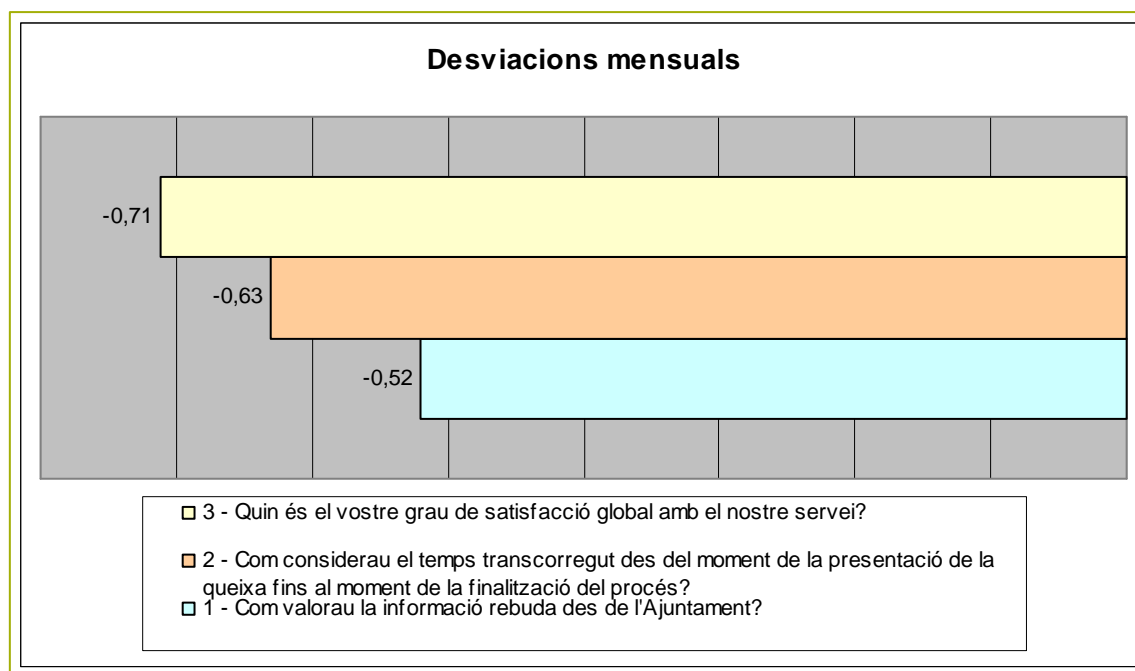 Desviacions mensuals
-0,71
-0,63
-0,52
3 - Quin és el vostre grau de satisfacció global amb el nostre servei?
2 - Com considerau el temps transcorregut des del moment de la presentació de la
queixa fins al moment de la finalització del procés?
1 - Com valorau la informació rebuda des de l'Ajuntament?